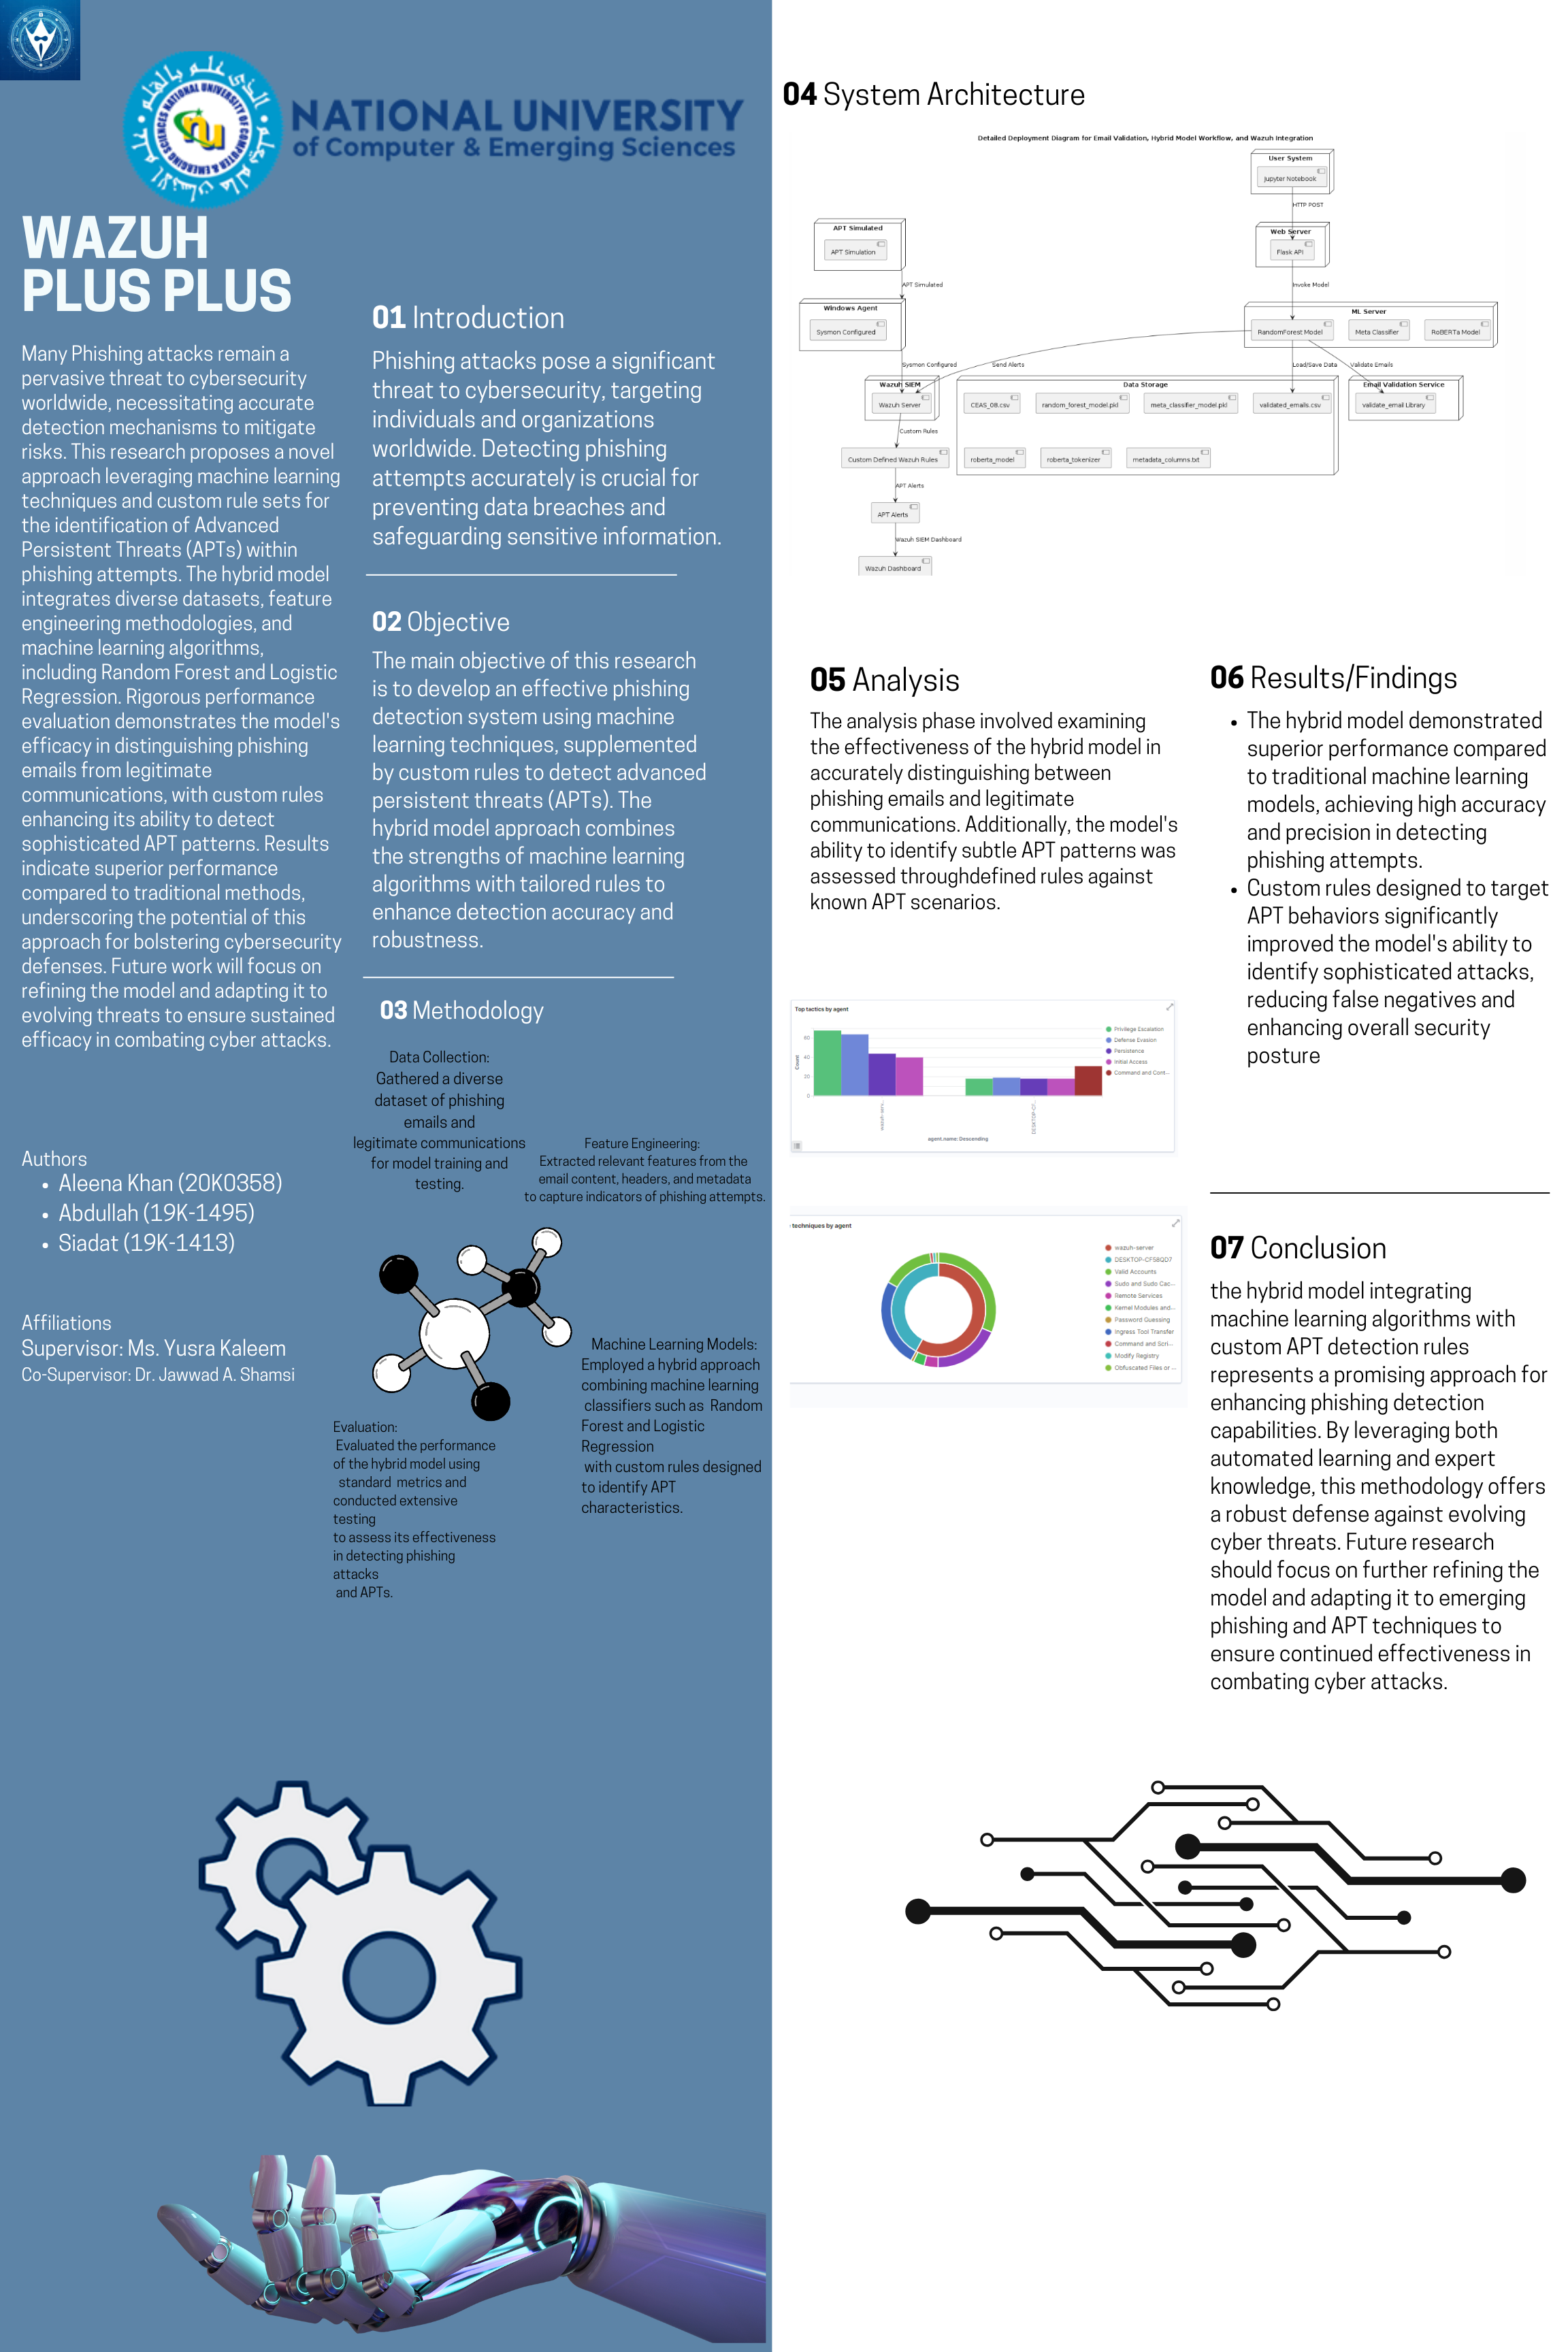 NATIONAL UNIVERSITY
of Computer & Emerging Sciences
WAZUH
PLUS PLUS
Many Phishing attacks remain a
pervasive threat to cybersecurity
worldwide, necessitating accurate
detection mechanisms to mitigate
risks. This research proposes a novel
approach leveraging machine learning
techniques and custom rule sets for
the identification of Advanced
Persistent Threats (APTs) within
phishing attempts. The hybrid model
integrates diverse datasets, feature
engineering methodologies, and
machine learning algorithms,
including Random Forest and Logistic
Regression. Rigorous performance
evaluation demonstrates the model's
efficacy in distinguishing phishing
emails from legitimate
communications, with custom rules
enhancing its ability to detect
sophisticated APT patterns. Results
indicate superior performance
compared to traditional methods,
underscoring the potential of this
approach for bolstering cybersecurity
defenses. Future work will focus on
refining the model and adapting it to
evolving threats to ensure sustained
efficacy in combating cyber attacks.
Authors
• Aleena Khan (20K0358)
• Abdullah (19K-1495)
• Siadat (19K-1413)
Affiliations
Supervisor: Ms. Yusra Kaleem
Co-Supervisor: Dr. Jawwad A. Shamsi
01 Introduction
Phishing attacks pose a significant
threat to cybersecurity, targeting
individuals and organizations
worldwide. Detecting phishing
attempts accurately is crucial for
preventing data breaches and
safeguarding sensitive information.
02 Objective
The main objective of this research
is to develop an effective phishing
detection system using machine
learning techniques, supplemented
by custom rules to detect advanced
persistent threats (APTs). The
hybrid model approach combines
the strengths of machine learning
algorithms with tailored rules to
enhance detection accuracy and
robustness.
03 Methodology
Data Collection:
Gathered a diverse
dataset of phishing
emails and
legitimate communications
for model training and
testing.
Feature Engineering:
Extracted relevant features from the
email content, headers, and metadata
to capture indicators of phishing attempts.
Machine Learning Models:
Employed a hybrid approach
combining machine learning
classifiers such as Random
Forest and Logistic
Regression
with custom rules designed
to identify APT
characteristics.
Evaluation:
Evaluated the performance
of the hybrid model using
standard metrics and
conducted extensive
testing
to assess its effectiveness
in detecting phishing
attacks
and APTs.
04 System Architecture
Detailed Deployment Diagram for Email Validation, Hybrid Model Workflow, and Wazuh Integration
User System
Jupyter Notebook
HTTP POST
Web Server
Flask API
Invoke Model
APT Simulated
APT Simulation
APT Simulated
Windows Agent
Sysmon Configured
ML Server
RandomForest Model
Meta Classifier
RoBERTa Model
Sysmon Configured
Send Alerts
Load/Save Data
Validate Emails
Wazuh SIEM
Wazuh Server
Data Storage
CEAS_08.csv
random_forest_model.pkl
meta_classifier_model.pkl
validated_emails.csv
Email Validation Service
validate_email Library
Custom Rules
Custom Defined Wazuh Rules
roberta_model
roberta_tokenizer
metadata_columns.txt
APT Alerts
APT Alerts
Wazuh SIEM Dashboard
Wazuh Dashboard
05 Analysis
The analysis phase involved examining
the effectiveness of the hybrid model in
accurately distinguishing between
phishing emails and legitimate
communications. Additionally, the model's
ability to identify subtle APT patterns was
assessed throughdefined rules against
known APT scenarios.
Top tactics by agent
Count
60
40
20
0
wazuh-serv...
DESKTOP-CF...
agent.name: Descending
Privilege Escalation
Defense Evasion
Persistence
Initial Access
Command and Cont...
techniques by agent
wazuh-server
DESKTOP-CF58QD7
Valid Accounts
Sudo and Sudo Cac...
Remote Services
Kernel Modules and...
Password Guessing
Ingress Tool Transfer
Command and Scri...
Modify Registry
Obfuscated Files or ...
06 Results/Findings
• The hybrid model demonstrated
superior performance compared
to traditional machine learning
models, achieving high accuracy
and precision in detecting
phishing attempts.
• Custom rules designed to target
APT behaviors significantly
improved the model's ability to
identify sophisticated attacks,
reducing false negatives and
enhancing overall security
posture
07 Conclusion
the hybrid model integrating
machine learning algorithms with
custom APT detection rules
represents a promising approach for
enhancing phishing detection
capabilities. By leveraging both
automated learning and expert
knowledge, this methodology offers
a robust defense against evolving
cyber threats. Future research
should focus on further refining the
model and adapting it to emerging
phishing and APT techniques to
ensure continued effectiveness in
combating cyber attacks.